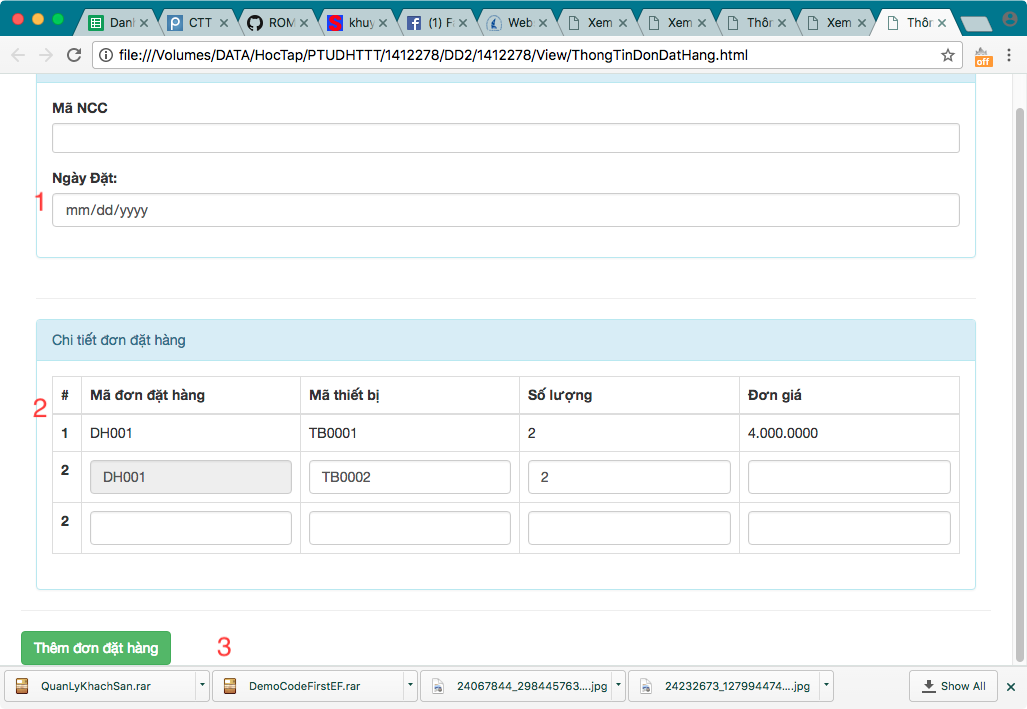 Danl
CTT
ROM
khuy
(1) Fa
Web
Xem
Xem
Thôn
Xem
Thôn
file:///Volumes/DATA/HocTap/PTUDHTTT/1412278/DD2/1412278/View/ThongTinDonDatHang.html
off
Mã NCC
Ngày Đặt:
1
mm/dd/yyyy
Chi tiết đơn đặt hàng
2
# Mã đơn đặt hàng Mã thiết bị Số lượng Đơn giá
1 DH001 TB0001 2 4.000.0000
2 DH001 TB0002 2
2
Thêm đơn đặt hàng
3
QuanLyKhachSan.rar DemoCodeFirstEF.rar 24067844_298445763....jpg 24232673_127994474....jpg Show All